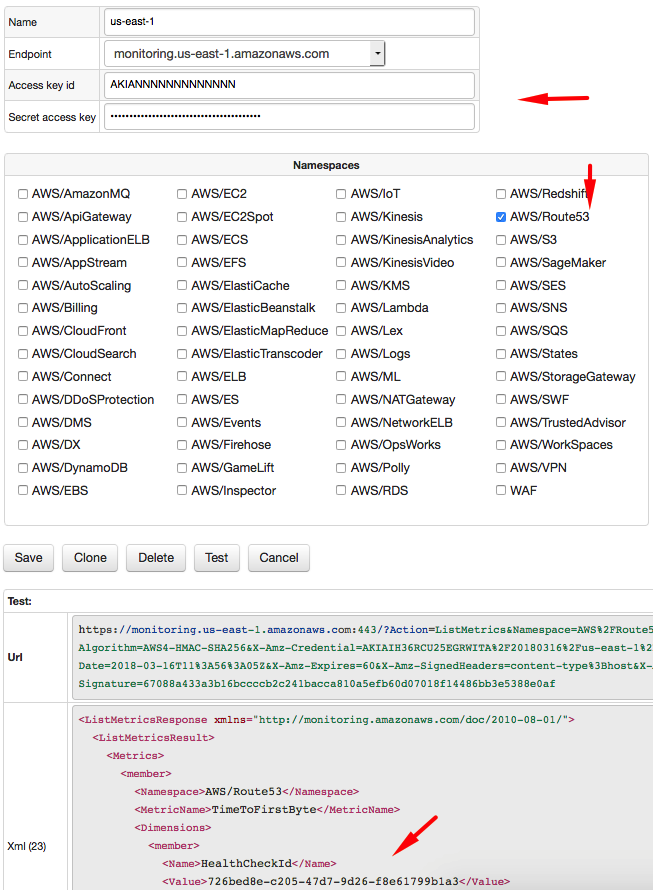 Name us-east-1
Endpoint monitoring.us-east-1.amazonaws.com
Access key id AKIANNNNNNNNNNNNN
Secret access key ••••••••••••••••••••••••••••••••••••••••
Namespaces
AWS/AmazonMQ AWS/EC2 AWS/IoT AWS/Redshift
AWS/ApiGateway AWS/EC2Spot AWS/Kinesis AWS/Route53
AWS/ApplicationELB AWS/ECS AWS/KinesisAnalytics AWS/S3
AWS/AppStream AWS/EFS AWS/KinesisVideo AWS/SageMaker
AWS/AutoScaling AWS/ElastiCache AWS/KMS AWS/SES
AWS/Billing AWS/ElasticBeanstalk AWS/Lambda AWS/SNS
AWS/CloudFront AWS/ElasticMapReduce AWS/Lex AWS/SQS
AWS/CloudSearch AWS/ElasticTranscoder AWS/Logs AWS/States
AWS/Connect AWS/ELB AWS/ML AWS/StorageGateway
AWS/DDoSProtection AWS/ES AWS/NATGateway AWS/SWF
AWS/DMS AWS/Events AWS/NetworkELB AWS/TrustedAdvisor
AWS/DX AWS/Firehose AWS/OpsWorks AWS/WorkSpaces
AWS/DynamoDB AWS/GameLift AWS/Polly AWS/VPN
AWS/EBS AWS/Inspector AWS/RDS WAF
Save Clone Delete Test Cancel
Test:
Url
https://monitoring.us-east-1.amazonaws.com:443/?Action=ListMetrics&Namespace=AWS%2FRoute5
Algorithm=AWS4-HMAC-SHA256&X-Amz-Credential=AKIAIH36RCU25EGRWITA%2F20180316%2Fus-east-1%2
Date=2018-03-16T11%3A56%3A05Z&X-Amz-Expires=60&X-Amz-SignedHeaders=content-type%3Bhost&X-
Signature=67088a433a3b16bccccb2c241bacca810a5efb60d07018f14486bb3e5388e0af
Xml (23)
<ListMetricsResponse xmlns="http://monitoring.amazonaws.com/doc/2010-08-01/">
<ListMetricsResult>
<Metrics>
<member>
<Namespace>AWS/Route53</Namespace>
<MetricName>TimeToFirstByte</MetricName>
<Dimensions>
<member>
<Name>HealthCheckId</Name>
<Value>726bed8e-c205-47d7-9d26-f8e61799b1a3</Value>